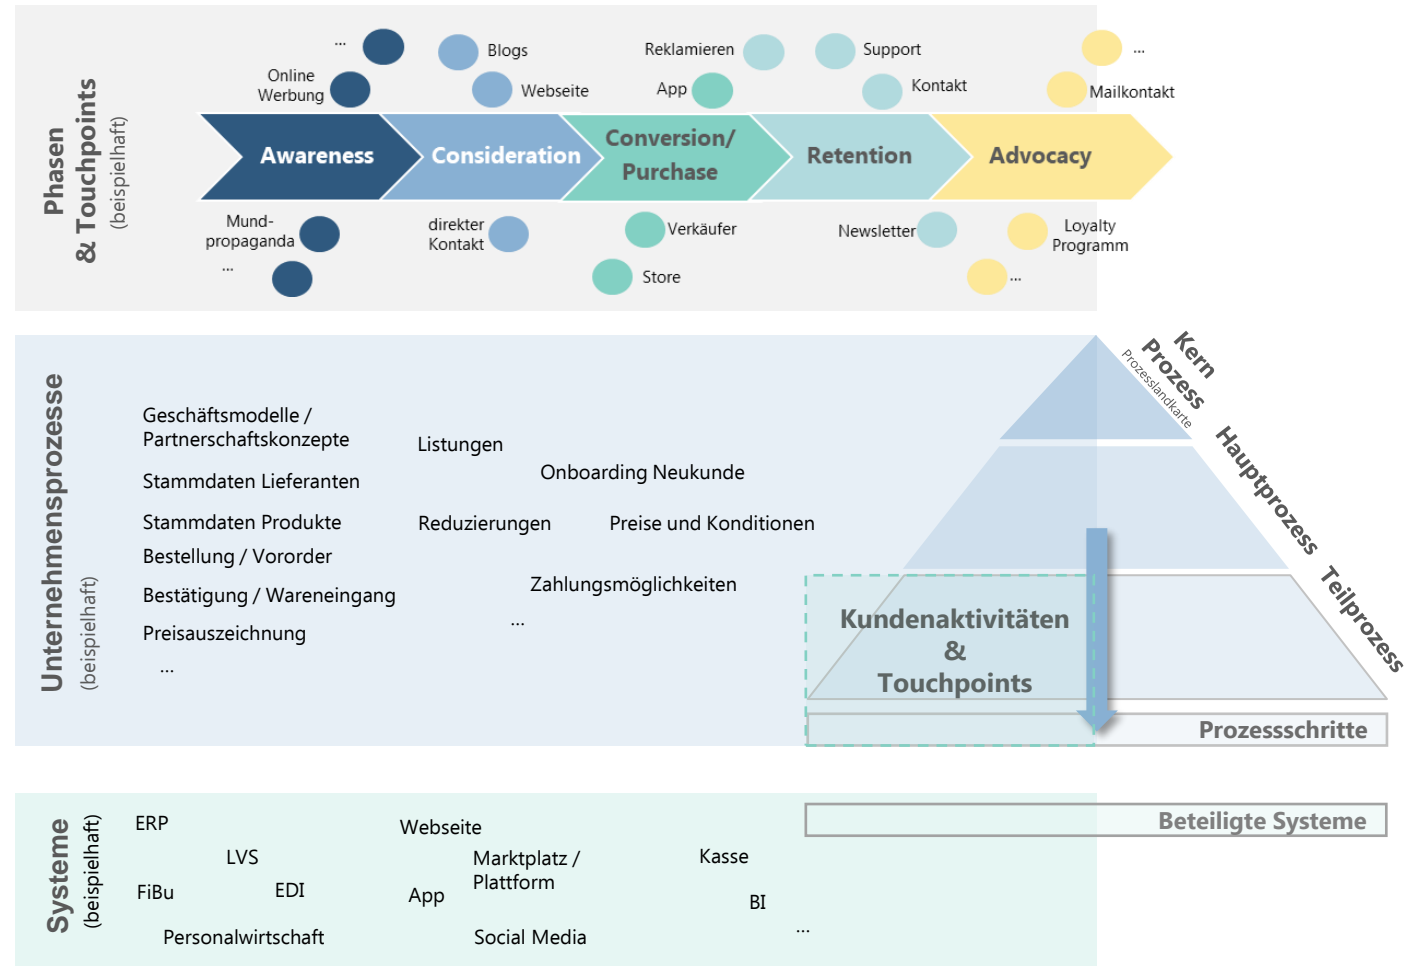 Phasen
& Touchpoints
(beispielhaft)
...
Online
Werbung
Blogs
Webseite
Reklamieren
App
Support
Kontakt
...
Mailkontakt
Awareness
Consideration
Conversion/
Purchase
Retention
Advocacy
Mund-
propaganda
...
direkter
Kontakt
Verkäufer
Store
Newsletter
Loyalty
Programm
...
Unternehmensprozesse
(beispielhaft)
Geschäftsmodelle /
Partnerschaftskonzepte
Stammdaten Lieferanten
Stammdaten Produkte
Bestellung / Vororder
Bestätigung / Wareneingang
Preisauszeichnung
...
Listungen
Onboarding Neukunde
Reduzierungen
Preise und Konditionen
Zahlungsmöglichkeiten
...
Kern
Prozess
Prozesslandkarte
Hauptprozess
Teilprozess
Kundenaktivitäten
&
Touchpoints
Prozessschritte
Systeme
(beispielhaft)
ERP
LVS
FiBu
EDI
Personalwirtschaft
Webseite
Marktplatz /
Plattform
App
Social Media
Kasse
BI
...
Beteiligte Systeme